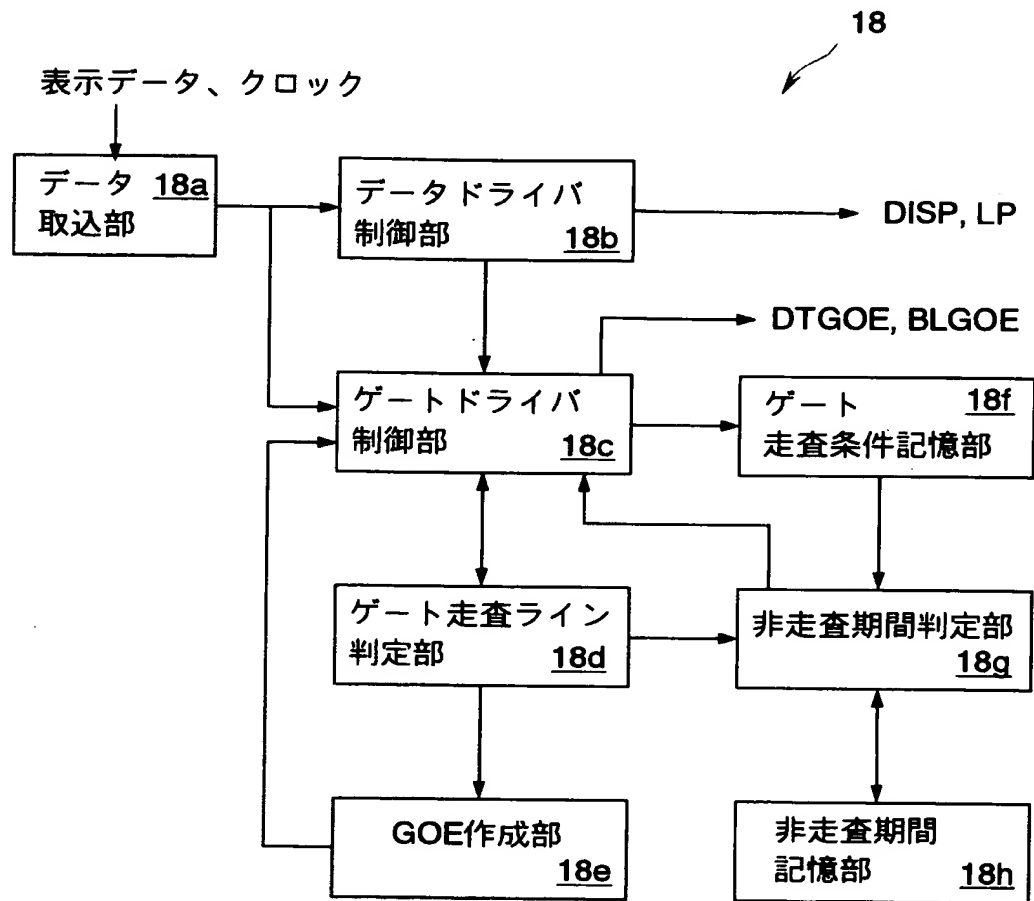 18
表示データ、クロック
データ 18a
取込部
データドライバ
制御部 18b
DISP, LP
DTGOE, BLGOE
ゲートドライバ
制御部 18c
ゲート 18f
走査条件記憶部
ゲート走査ライン
判定部 18d
非走査期間判定部
18g
GOE作成部
18e
非走査期間
記憶部 18h